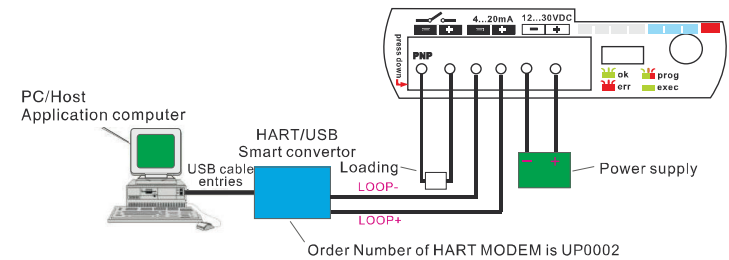 4...20mA 12...30VDC
press down
PNP
ok prog
err exec
PC/Host
Application computer
HART/USB
Smart convertor
USB cable
entries
Loading
Power supply
LOOP-
LOOP+
Order Number of HART MODEM is UP0002